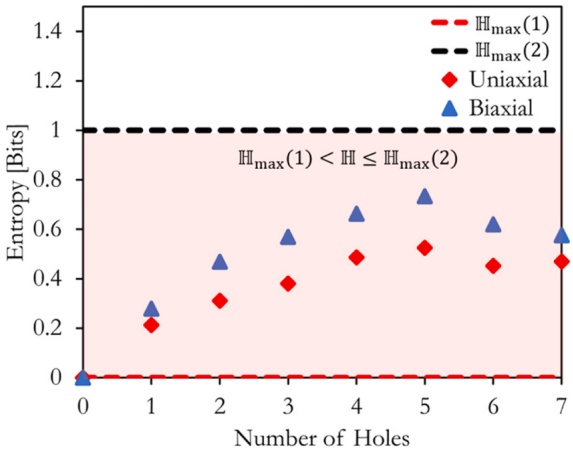 ℍmax(1)
ℍmax(2)
Uniaxial
Biaxial
ℍmax(1) < ℍ ≤ ℍmax(2)
Entropy [Bits]
1.4
1.2
1
0.8
0.6
0.4
0.2
0
0 1 2 3 4 5 6 7
Number of Holes